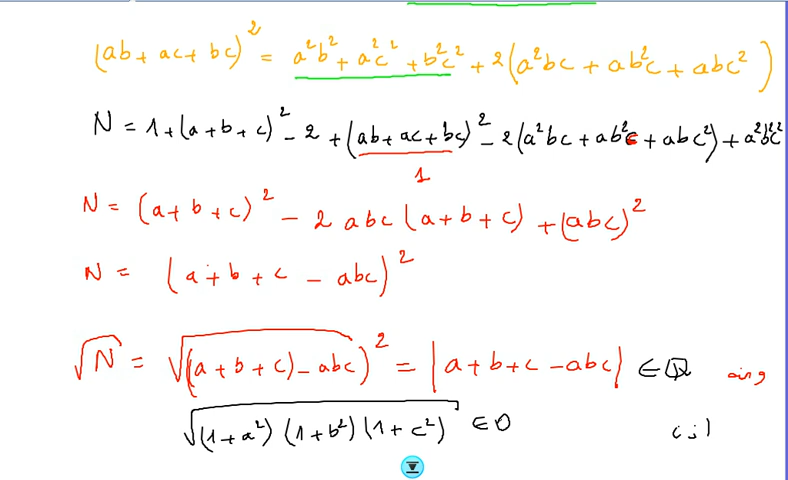 (ab + ac + bc)² = a²b² + a²c² + b²c² + 2(a²bc + ab²c + abc²)
N = 1 + (a + b + c)² - 2 + (ab + ac + bc)² - 2(a²bc + ab²c + abc²) + a²b²c²
1
N = (a + b + c)² - 2 abc (a + b + c) + (abc)²
N = (a + b + c - abc)²
√N = √((a + b + c) - abc)² = |a + b + c - abc| ∈ ℚ
√(1 + a²)(1 + b²)(1 + c²) ∈